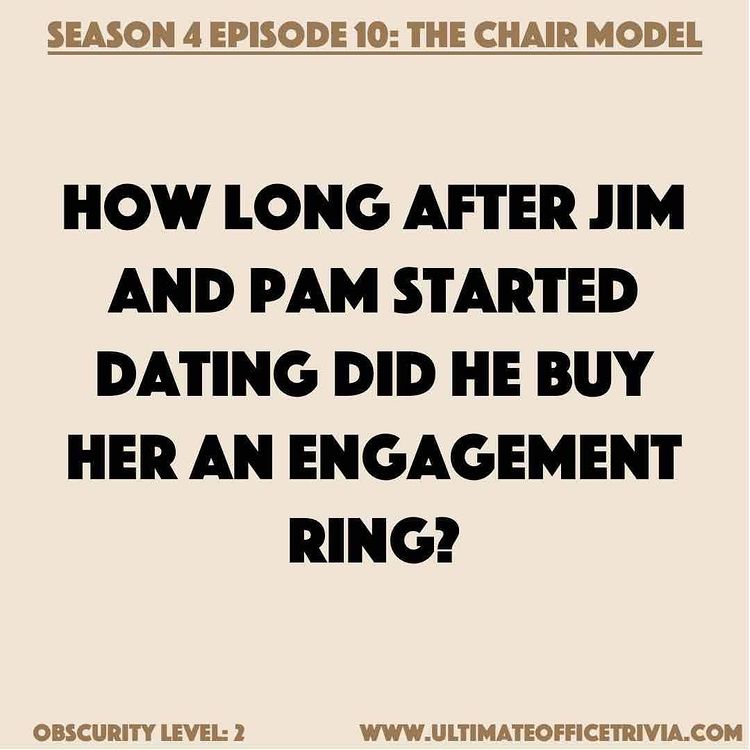 SEASON 4 EPISODE 10: THE CHAIR MODEL
HOW LONG AFTER JIM
AND PAM STARTED
DATING DID HE BUY
HER AN ENGAGEMENT
RING?
OBSCURITY LEVEL: 2
WWW.ULTIMATEOFFICETRIVIA.COM